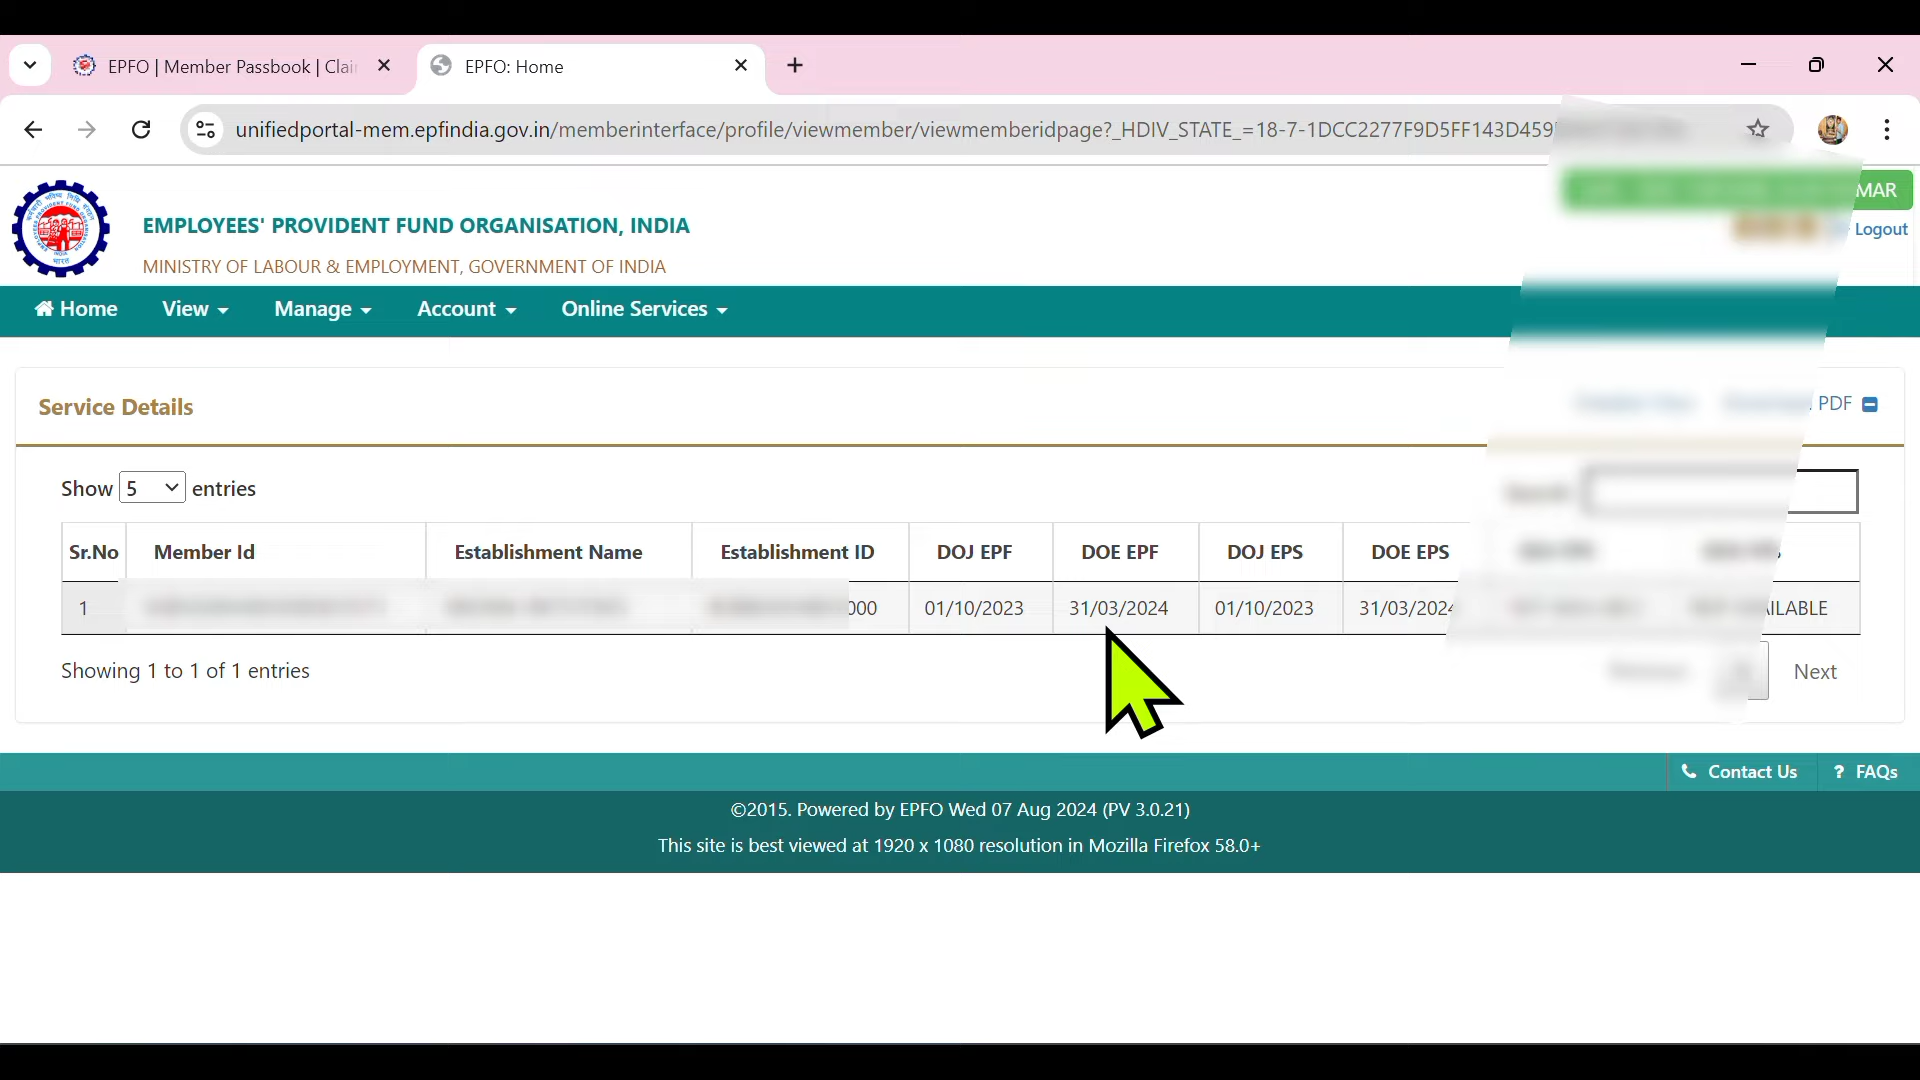 EPFO | Member Passbook | Clai
EPFO: Home
unifiedportal-mem.epfindia.gov.in/memberinterface/profile/viewmember/viewmemberidpage?_HDIV_STATE_=18-7-1DCC2277F9D5FF143D459
MAR
EMPLOYEES' PROVIDENT FUND ORGANISATION, INDIA
Logout
MINISTRY OF LABOUR & EMPLOYMENT, GOVERNMENT OF INDIA
Home View Manage Account Online Services
Service Details
PDF
Show 5 entries
Sr.No Member Id Establishment Name Establishment ID DOJ EPF DOE EPF DOJ EPS DOE EPS
1 000 01/10/2023 31/03/2024 01/10/2023 31/03/2024 ILABLE
Showing 1 to 1 of 1 entries
Next
Contact Us ? FAQs
©2015. Powered by EPFO Wed 07 Aug 2024 (PV 3.0.21)
This site is best viewed at 1920 x 1080 resolution in Mozilla Firefox 58.0+